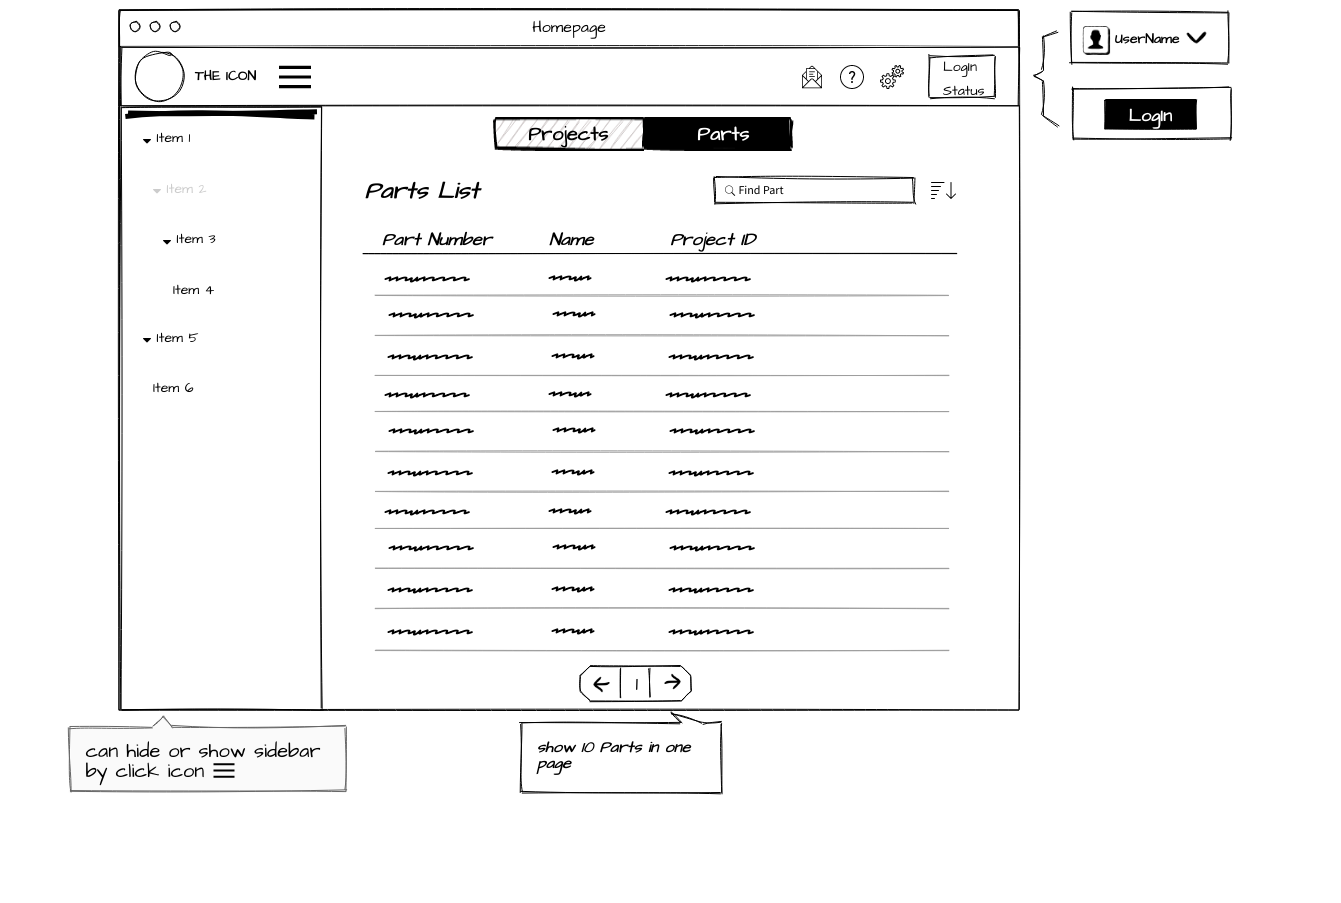 Homepage
THE ICON
?
LogIn
Status
UserName
LogIn
Item 1
Item 2
Item 3
Item 4
Item 5
Item 6
Projects
Parts
Parts List
Find Part
Part Number
Name
Project ID
1
can hide or show sidebar
by click icon
show 10 Parts in one
page